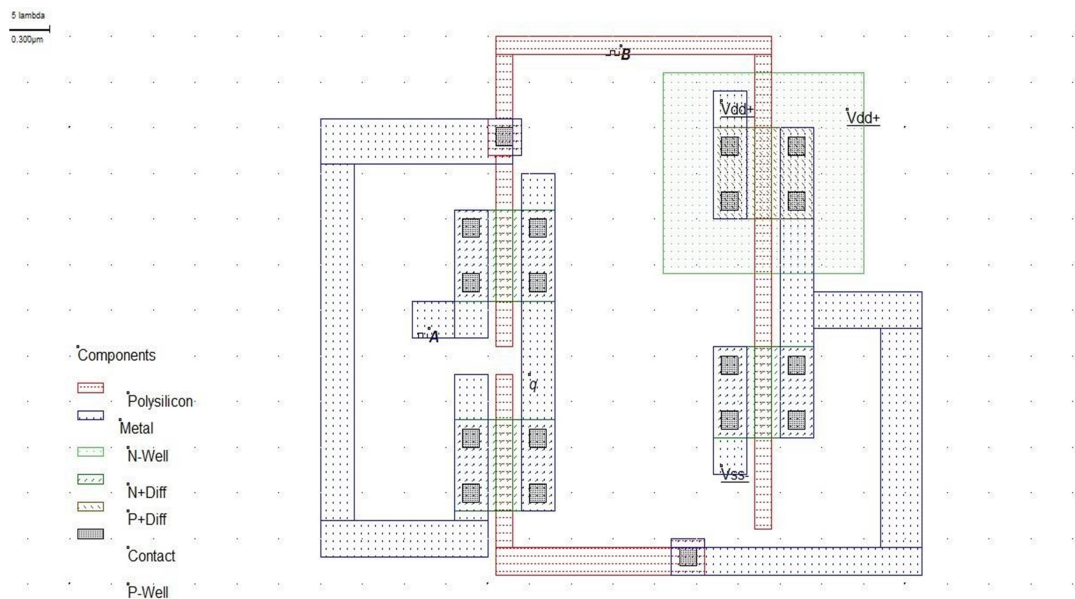 5 lambda
0.300µm
B
Vdd+
Vdd+
A
q
Vss-
Components
Polysilicon
Metal
N-Well
N+Diff
P+Diff
Contact
P-Well